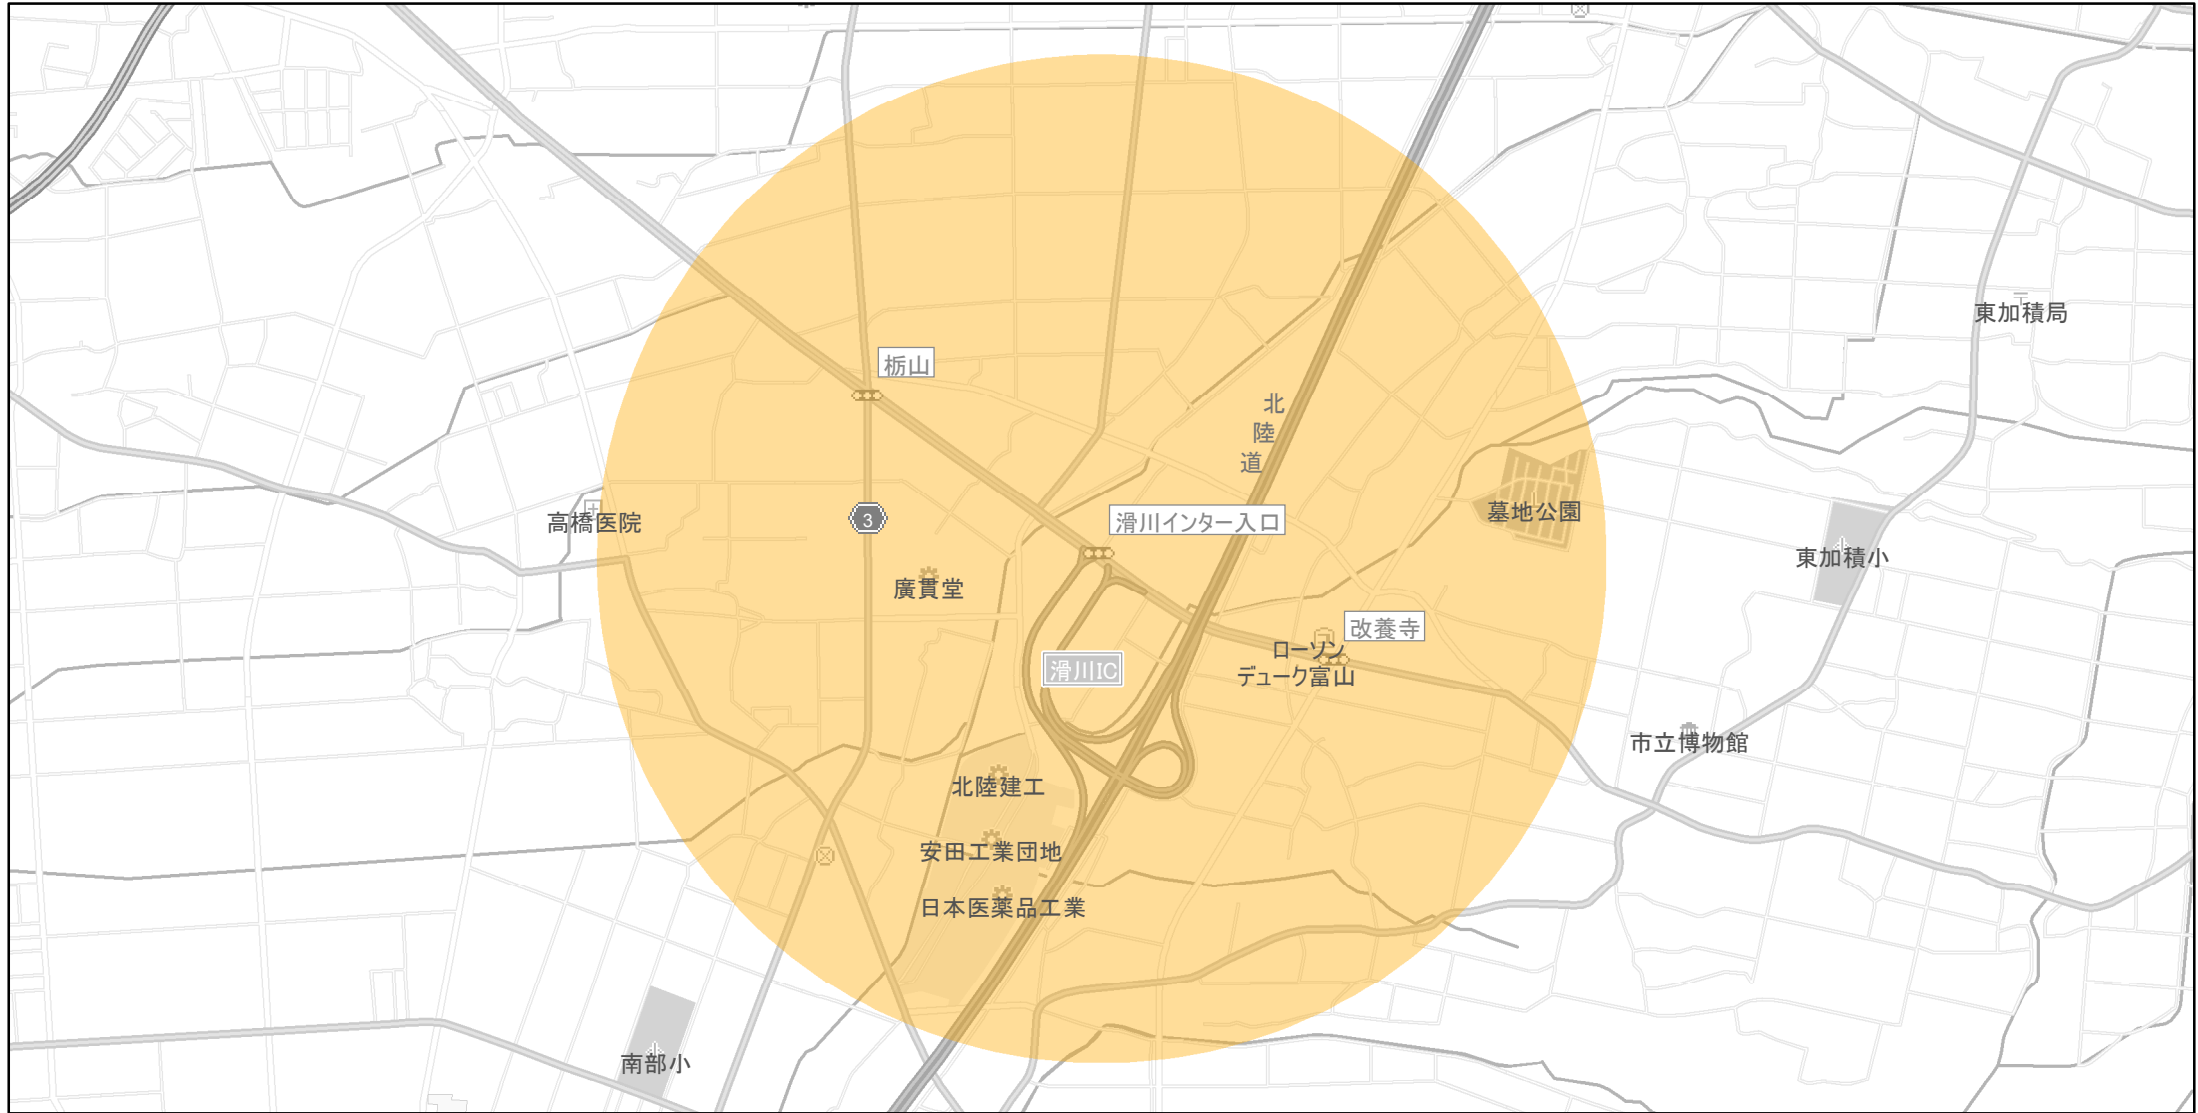 東加積局
栃山
北陸道
3
滑川インター入口
高橋医院
墓地公園
東加積小
廣貫堂
改養寺
ローソン
デューク富山
滑川IC
市立博物館
北陸建工
安田工業団地
日本医薬品工業
南部小